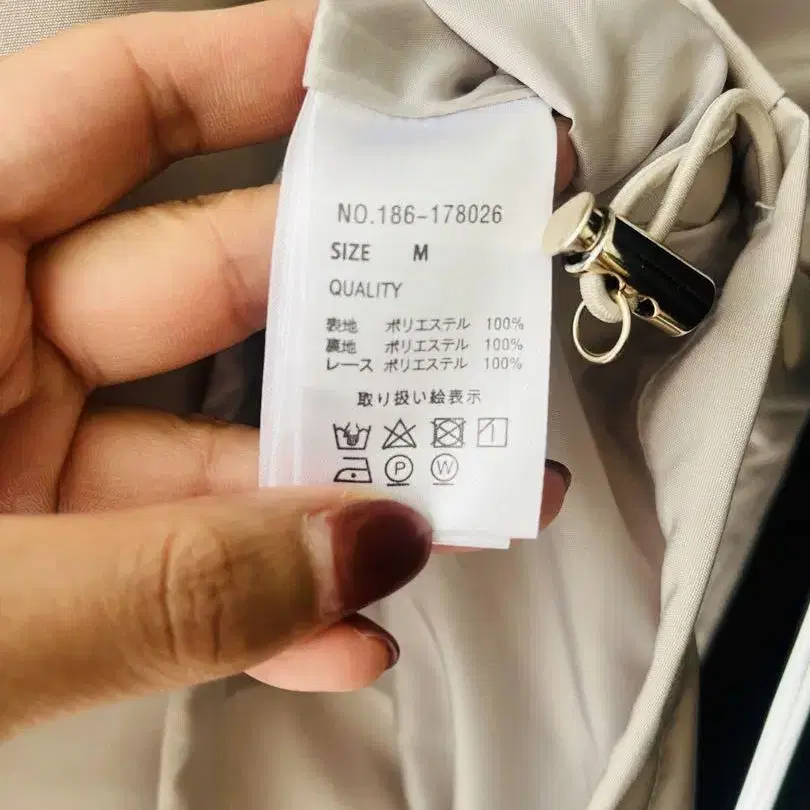 NO.186-178026
SIZE M
QUALITY
表地 ポリエステル 100%
裏地 ポリエステル 100%
レース ポリエステル 100%
取り扱い絵表示
P W